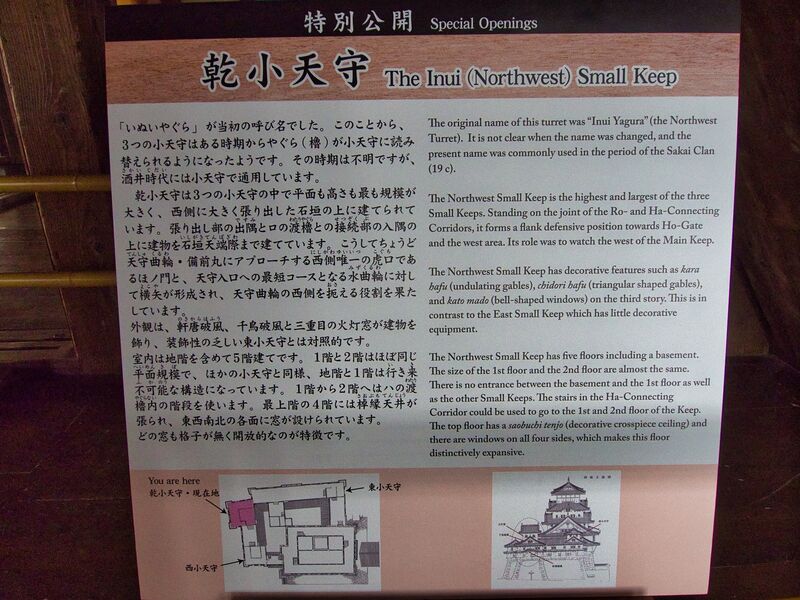 特別公開 Special Openings
乾小天守 The Inui (Northwest) Small Keep
「いぬいやぐら」が当初の呼び名でした。このことから、
3つの小天守はある時期からやぐら(櫓)が小天守に読み
替えられるようになったようです。その時期は不明ですが、
酒井時代には小天守で通用しています。
乾小天守は3つの小天守の中で平面も高さも最も規模が
大きく、西側に大きく張り出した石垣の上に建てられて
います。張り出し部の出隅とロの渡櫓との接続部の入隅の
上に建物を石垣天端際まで建てています。こうしてちょうど
天守曲輪・備前丸にアプローチする西側唯一の虎口であ
るほノ門と、天守入口への最短コースとなる水曲輪に対し
て横矢が形成され、天守曲輪の西側を扼える役割を果た
しています。
外観は、軒唐破風、千鳥破風と三重目の火灯窓が建物を
飾り、装飾性の乏しい東小天守とは対照的です。
室内は地階を含めて5階建てです。1階と2階はほぼ同じ
平面規模で、ほかの小天守と同様、地階と1階は行き来
不可能な構造になっています。1階から2階へはハの渡
櫓内の階段を使います。最上階の4階には棹縁天井が
張られ、東西南北の各面に窓が設けられています。
どの窓も格子が無く開放的なのが特徴です。
The original name of this turret was “Inui Yagura” (the Northwest
Turret). It is not clear when the name was changed, and the
present name was commonly used in the period of the Sakai Clan
(19 c).
The Northwest Small Keep is the highest and largest of the three
Small Keeps. Standing on the joint of the Ro- and Ha-Connecting
Corridors, it forms a flank defensive position towards Ho-Gate
and the west area. Its role was to watch the west of the Main Keep.
The Northwest Small Keep has decorative features such as kara
hafu (undulating gables), chidori hafu (triangular shaped gables),
and kato mado (bell-shaped windows) on the third story. This is in
contrast to the East Small Keep which has little decorative
equipment.
The Northwest Small Keep has five floors including a basement.
The size of the 1st floor and the 2nd floor are almost the same.
There is no entrance between the basement and the 1st floor as well
as the other Small Keeps. The stairs in the Ha-Connecting
Corridor could be used to go to the 1st and 2nd floor of the Keep.
The top floor has a saobuchi tenjo (decorative crosspiece ceiling) and
there are windows on all four sides, which makes this floor
distinctively expansive.
You are here
乾小天守・現在地
東小天守
西小天守